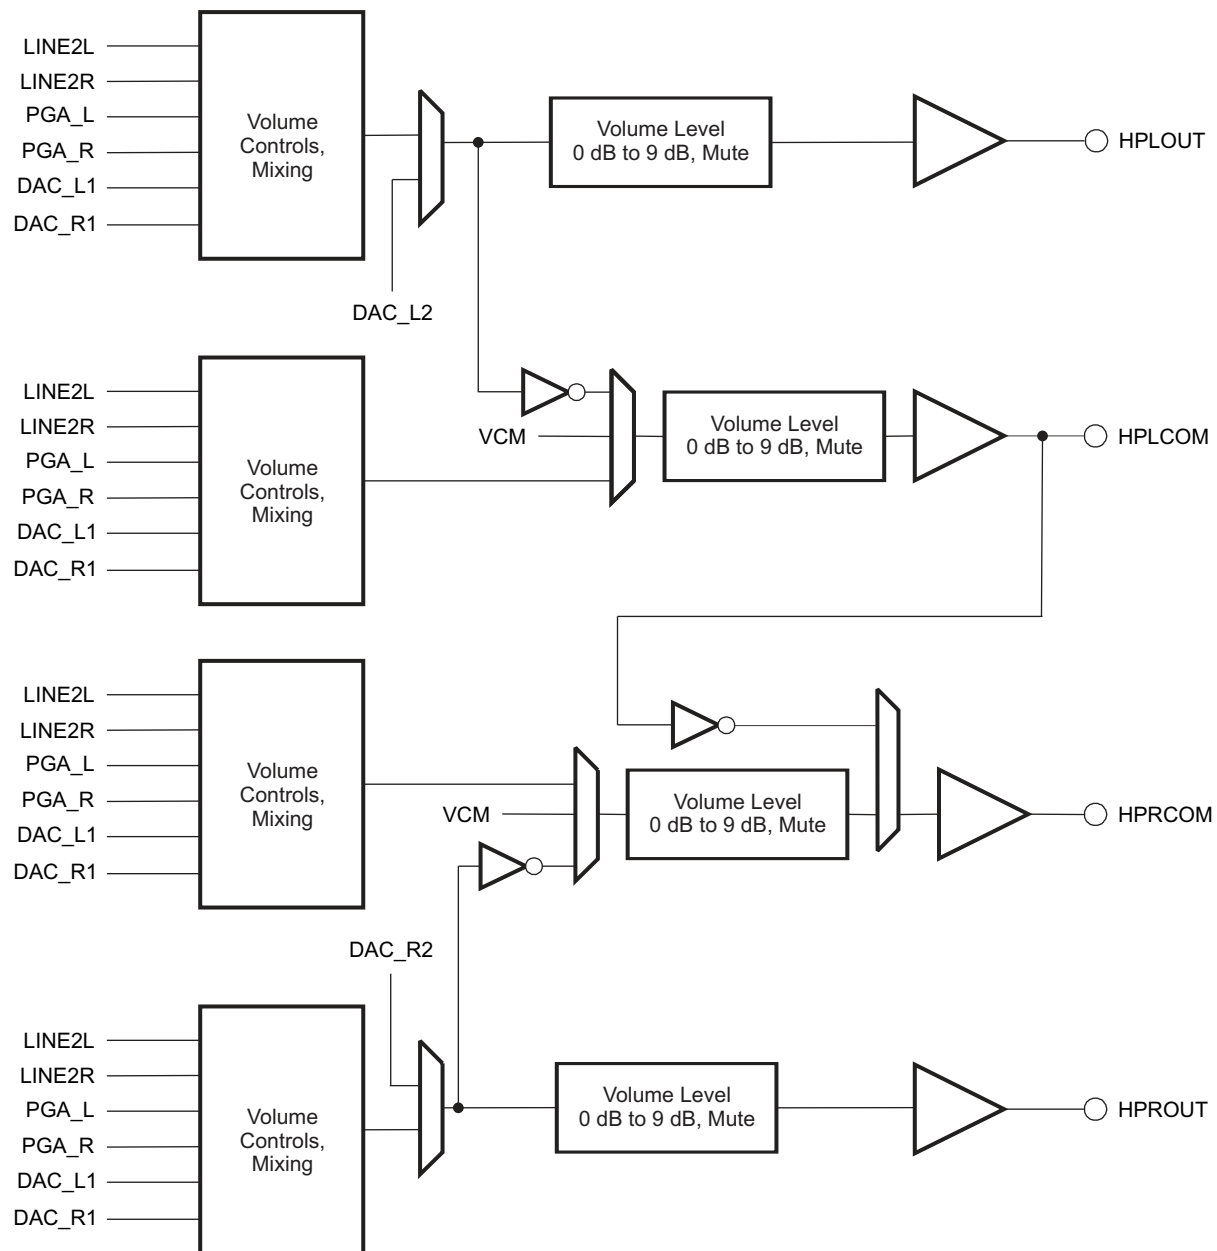 LINE2L
LINE2R
PGA_L
PGA_R
DAC_L1
DAC_R1
Volume
Controls,
Mixing
DAC_L2
Volume Level
0 dB to 9 dB, Mute
HPLOUT
LINE2L
LINE2R
PGA_L
PGA_R
DAC_L1
DAC_R1
Volume
Controls,
Mixing
VCM
Volume Level
0 dB to 9 dB, Mute
HPLCOM
LINE2L
LINE2R
PGA_L
PGA_R
DAC_L1
DAC_R1
Volume
Controls,
Mixing
VCM
Volume Level
0 dB to 9 dB, Mute
HPRCOM
DAC_R2
LINE2L
LINE2R
PGA_L
PGA_R
DAC_L1
DAC_R1
Volume
Controls,
Mixing
Volume Level
0 dB to 9 dB, Mute
HPROUT